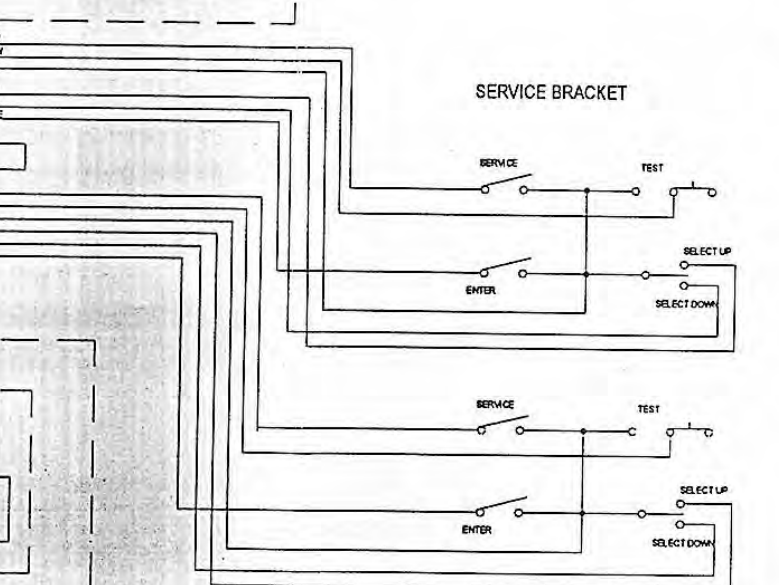 SERVICE BRACKET
SERVICE
TEST
SELECT UP
ENTER
SELECT DOWN
SERVICE
TEST
SELECT UP
ENTER
SELECT DOWN